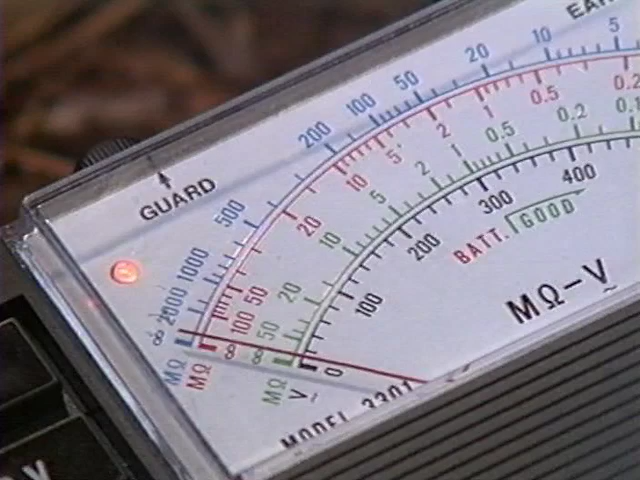 EAR
GUARD
∞ 2000 1000 500 200 100 50 20 10 5
∞ 100 50 20 10 5 2 1 0.5 0.2
∞ 50 20 10 5 2 1 0.5 0.2 0.1
0 100 200 300 400
MΩ
MΩ
MΩ
V~
BATT. GOOD
MΩ-V~
MODEL 3301
V